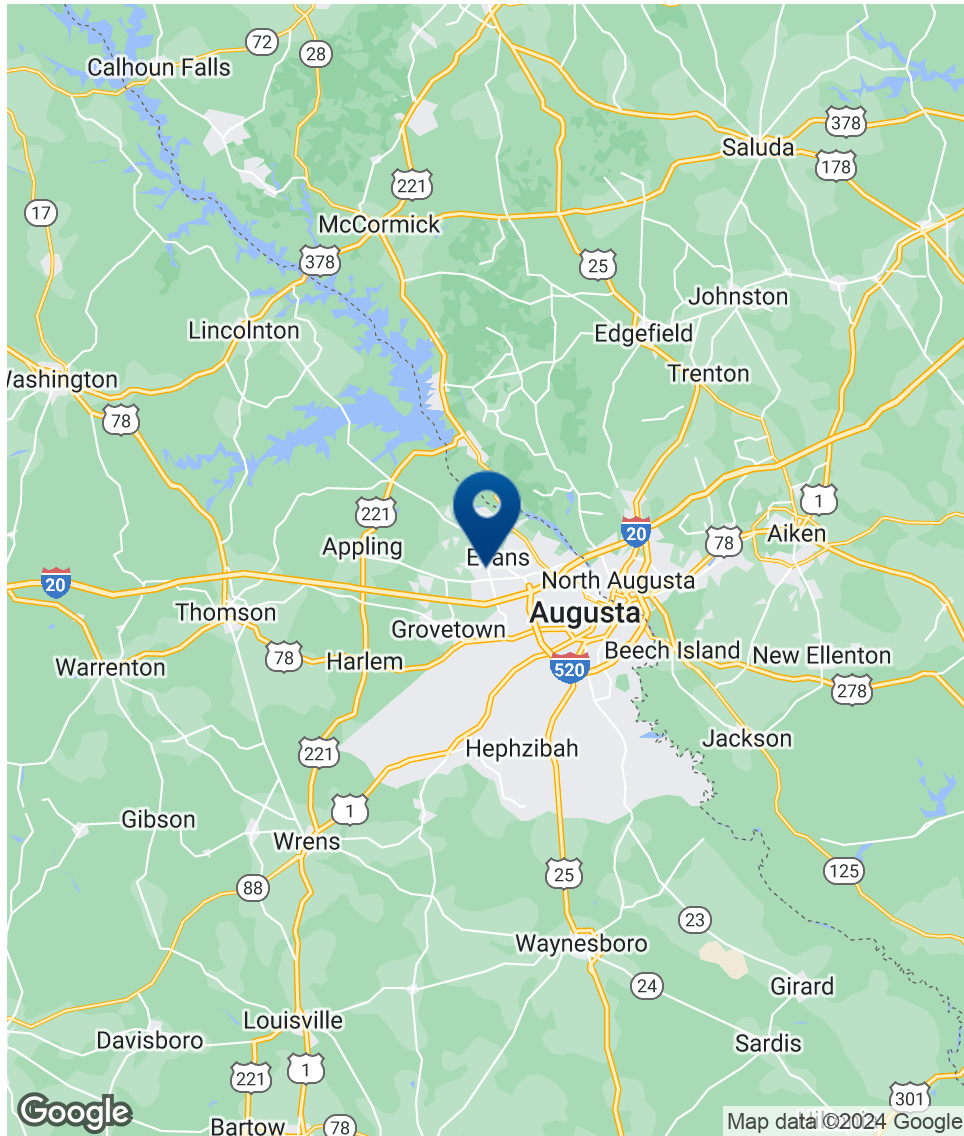 72
28
Calhoun Falls
378
Saluda
178
221
17
McCormick
378
25
Johnston
Lincolnton
Edgefield
Washington
Trenton
78
1
221
20
78
Aiken
Appling
Evans
20
North Augusta
Thomson
Augusta
Grovetown
78
Harlem
Beech Island
New Ellenton
Warrenton
520
278
221
Jackson
Hephzibah
1
Gibson
Wrens
125
25
88
23
Waynesboro
24
Girard
Louisville
Davisboro
Sardis
221
1
301
Google
Bartow
78
Map data ©2024 Google